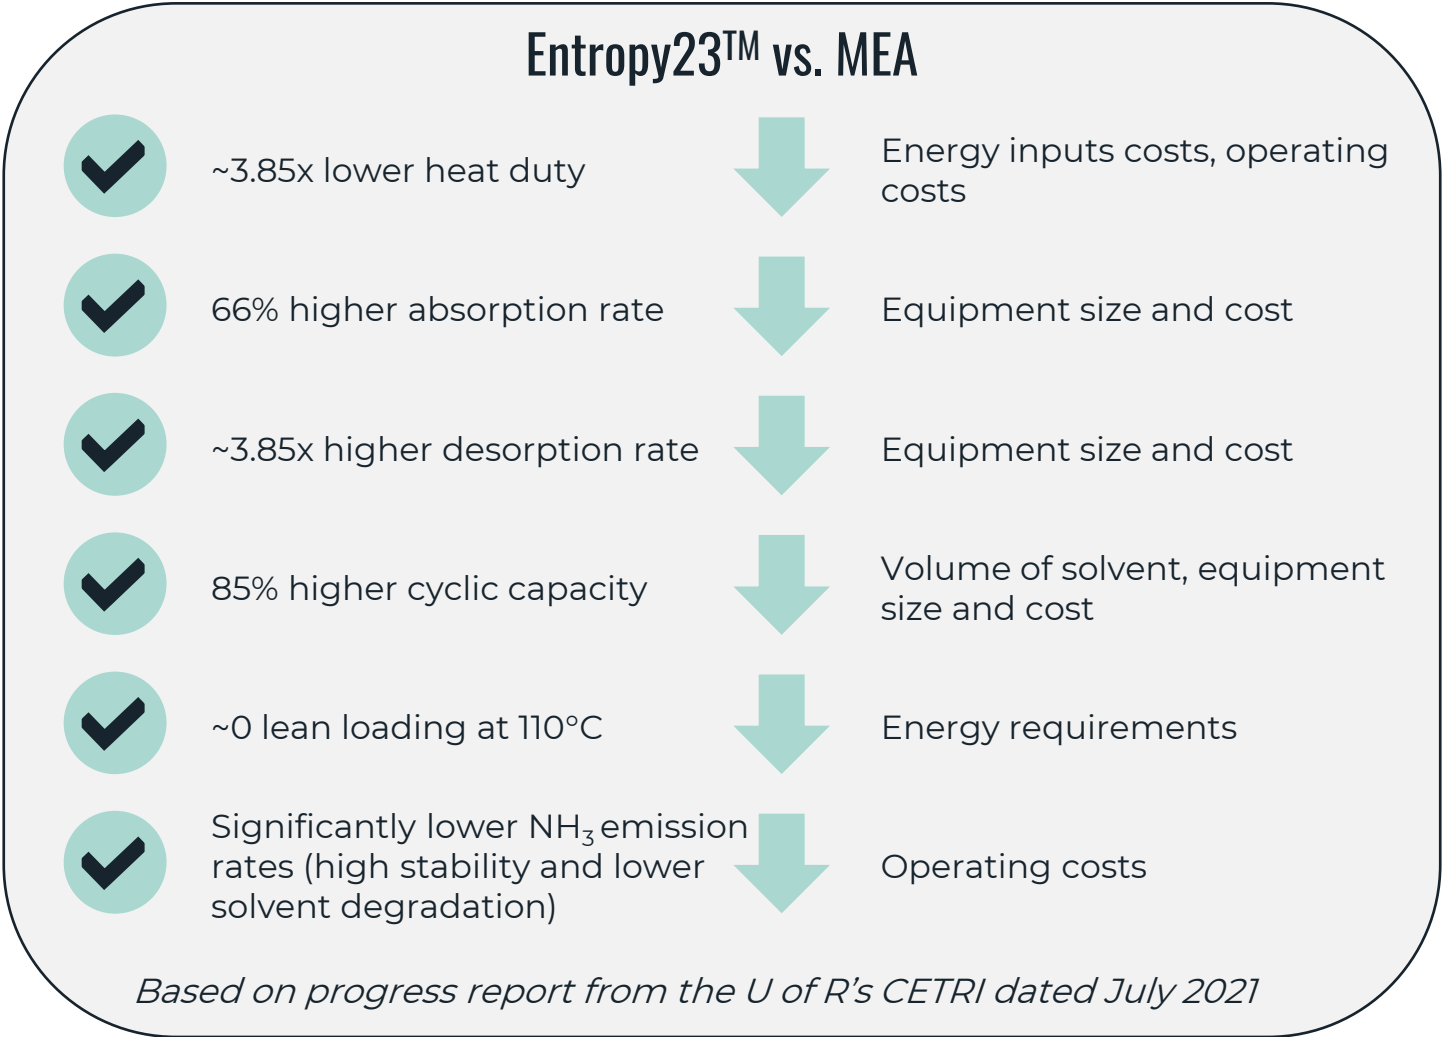 Entropy23™ vs. MEA
~3.85x lower heat duty
Energy inputs costs, operating
costs
66% higher absorption rate
Equipment size and cost
~3.85x higher desorption rate
Equipment size and cost
85% higher cyclic capacity
Volume of solvent, equipment
size and cost
~0 lean loading at 110°C
Energy requirements
Significantly lower NH₃ emission
rates (high stability and lower
solvent degradation)
Operating costs
Based on progress report from the U of R's CETRI dated July 2021